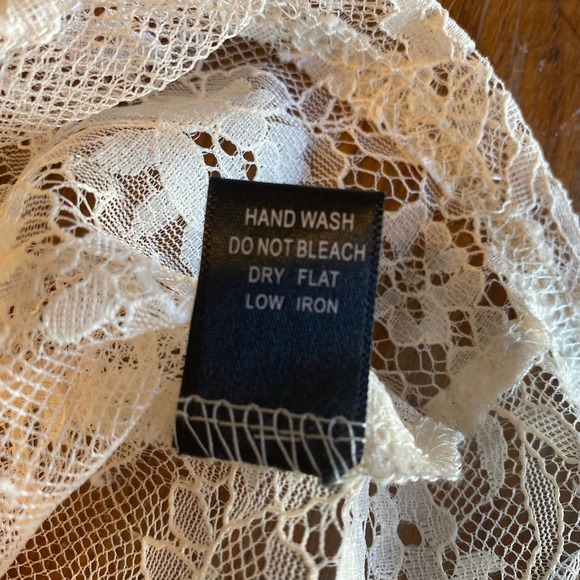 HAND WASH
DO NOT BLEACH
DRY FLAT
LOW IRON